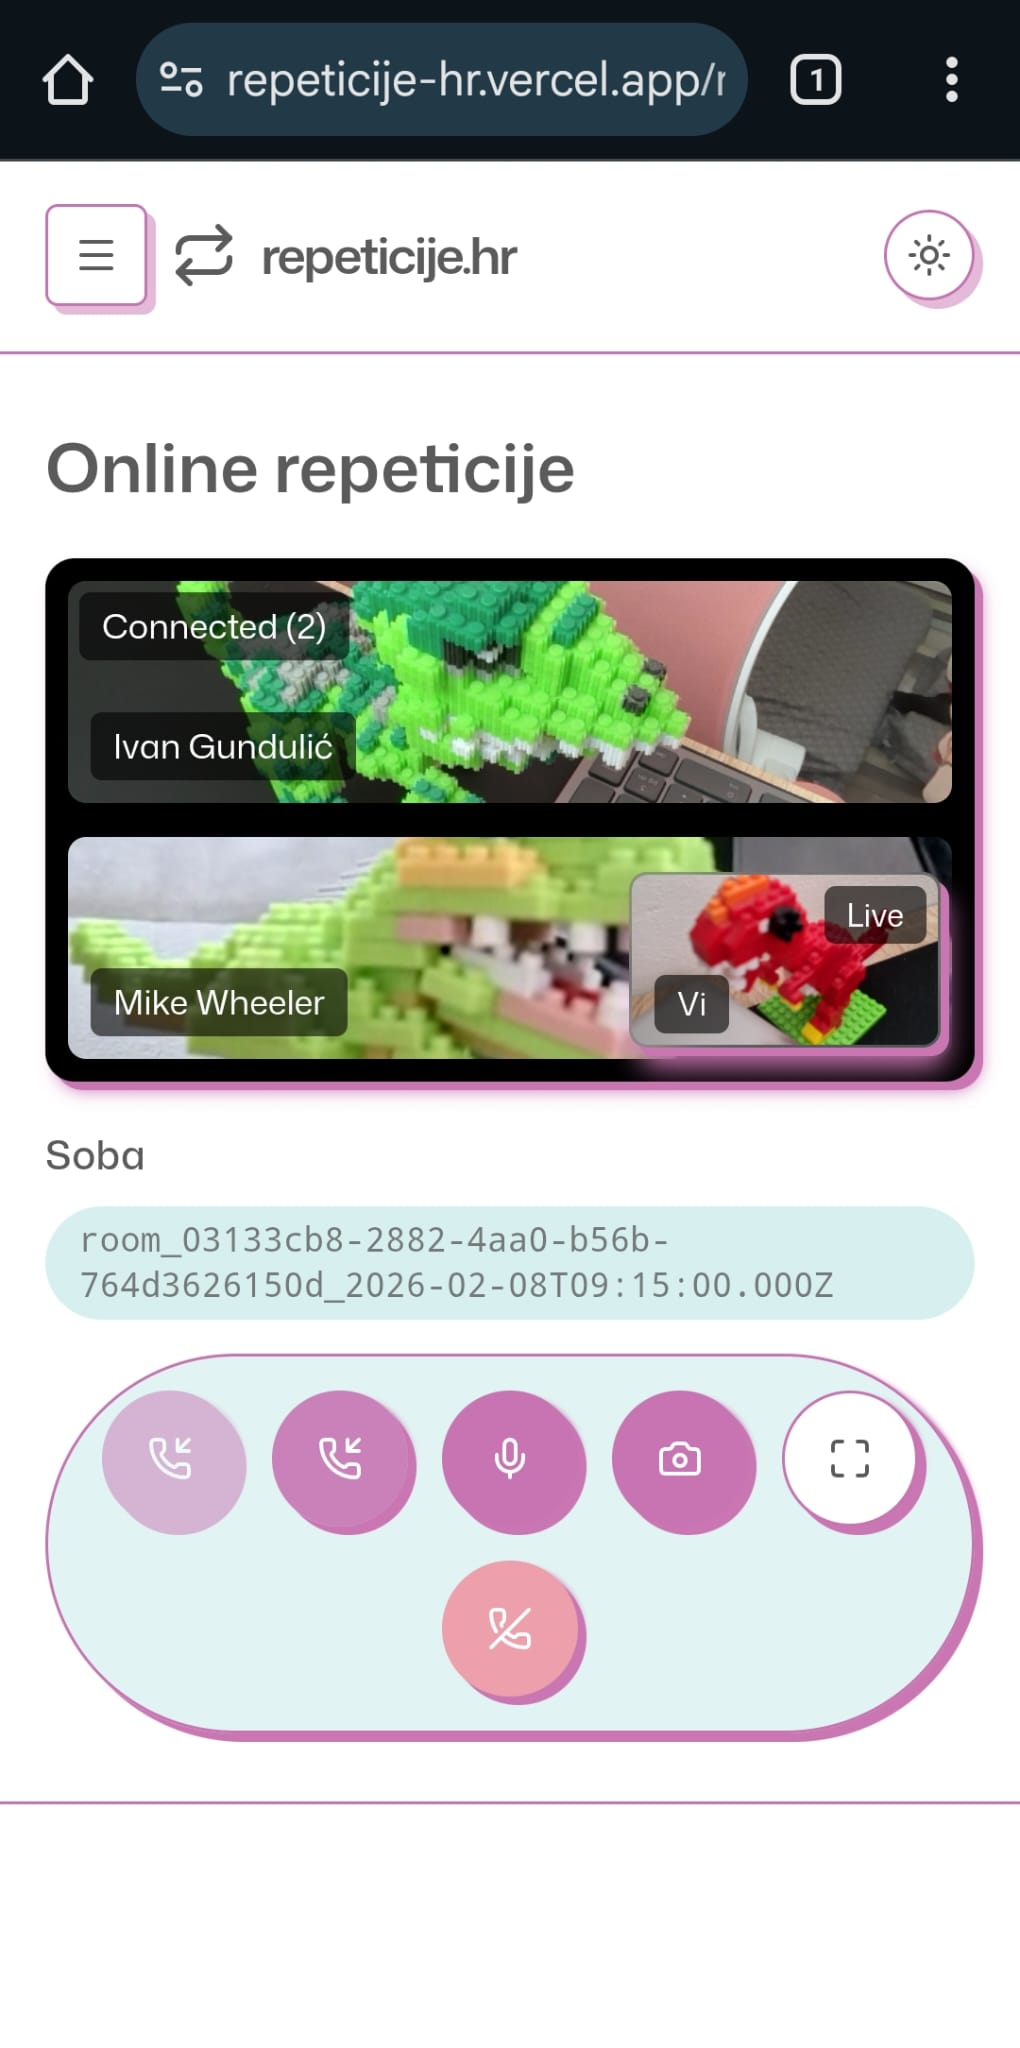 repeticije-hr.vercel.app/r
1
repeticije.hr
Online repeticije
Connected (2)
Ivan Gundulić
Live
Vi
Mike Wheeler
Soba
room_03133cb8-2882-4aa0-b56b-
764d3626150d_2026-02-08T09:15:00.000Z